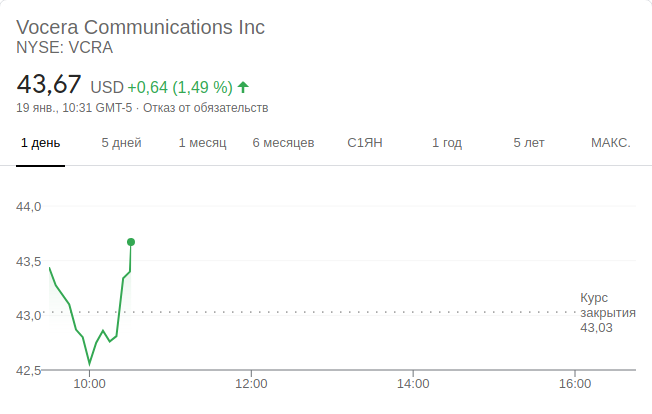 Vocera Communications Inc
NYSE: VCRA
43,67 USD +0,64 (1,49 %)
19 янв., 10:31 GMT-5 · Отказ от обязательств
1 день 5 дней 1 месяц 6 месяцев С1ЯН 1 год 5 лет МАКС.
44,0
43,5
43,0
42,5
Курс
закрытия
43,03
10:00 12:00 14:00 16:00